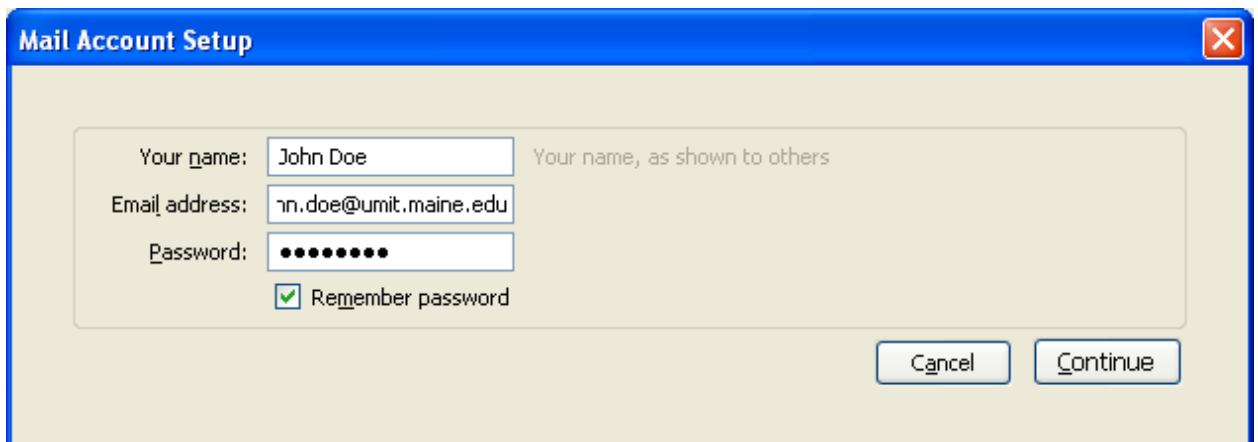 Mail Account Setup
Your name: John Doe Your name, as shown to others
Email address: nn.doe@umit.maine.edu
Password: ●●●●●●●●
Remember password
Cancel Continue